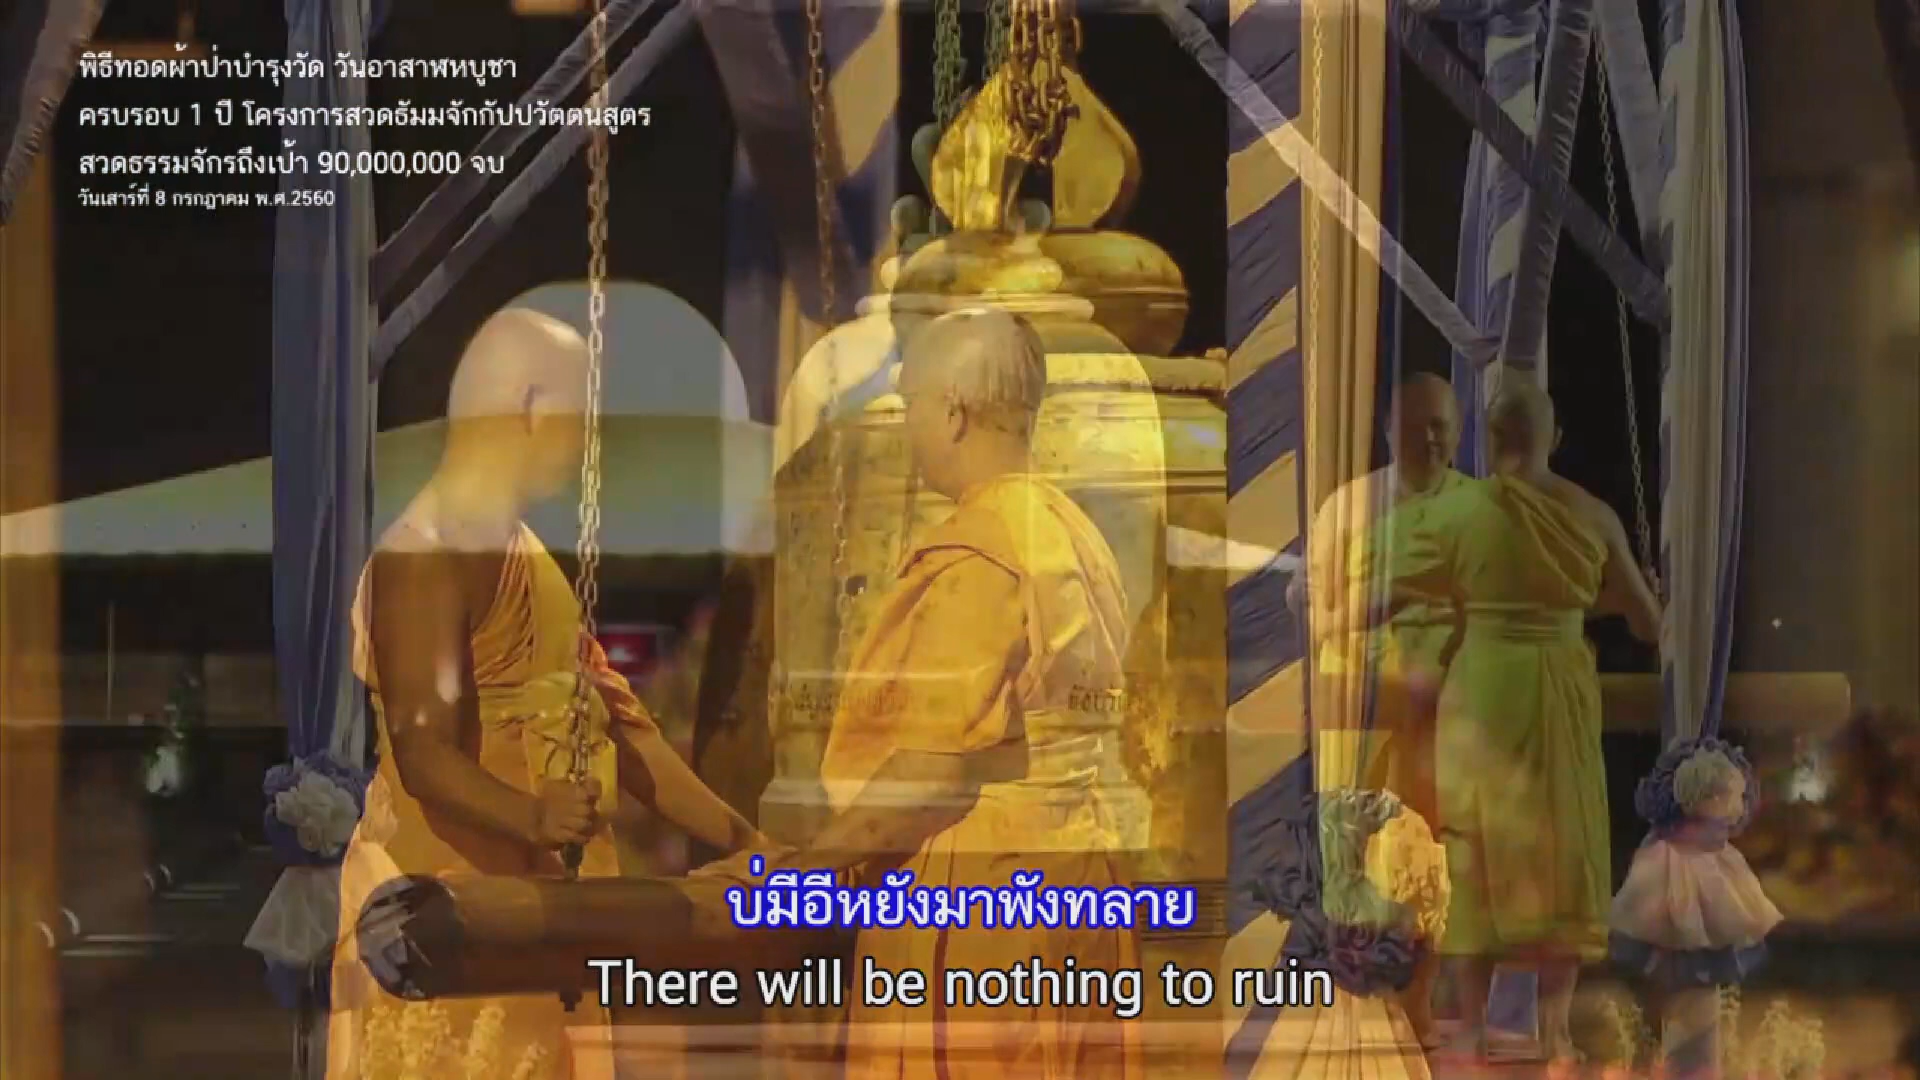 พิธีทอดผ้าป่าบำรุงวัด วันอาสาฬหบูชา
ครบรอบ 1 ปี โครงการสวดธัมมจักกัปปวัตตนสูตร
สวดธรรมจักรถึงเป้า 90,000,000 จบ
วันเสาร์ที่ 8 กรกฎาคม พ.ศ.2560
บ่มีอีหยังมาพังทลาย
There will be nothing to ruin